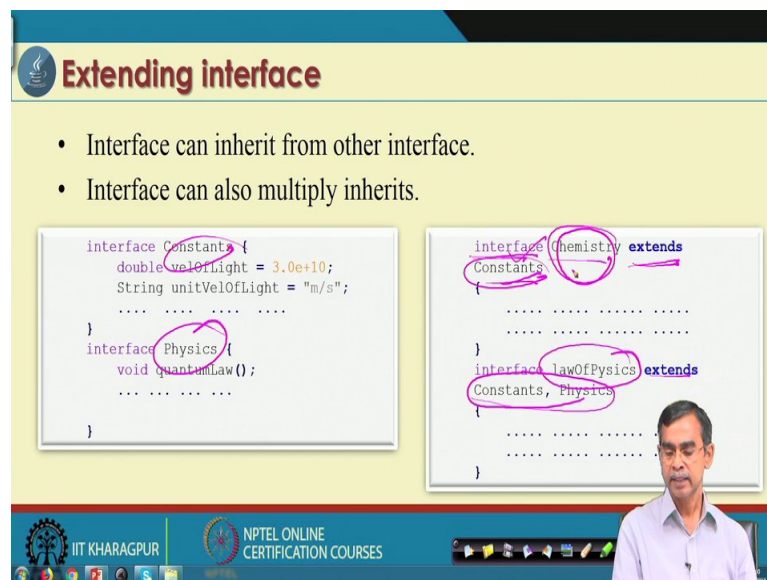 Extending interface
• Interface can inherit from other interface.
• Interface can also multiply inherits.
interface Constants {
double velOfLight = 3.0e+10;
String unitVelOfLight = "m/s";
.... .... .... ....
}
interface Physics {
void quantumLaw();
... ... ... ...
}
interface Chemistry extends
Constants
{
..... ..... ...... .....
..... ..... ...... .....
}
interface lawOfPysics extends
Constants, Physics
{
..... ..... ......
..... ..... ......
}
IIT KHARAGPUR
NPTEL ONLINE
CERTIFICATION COURSES